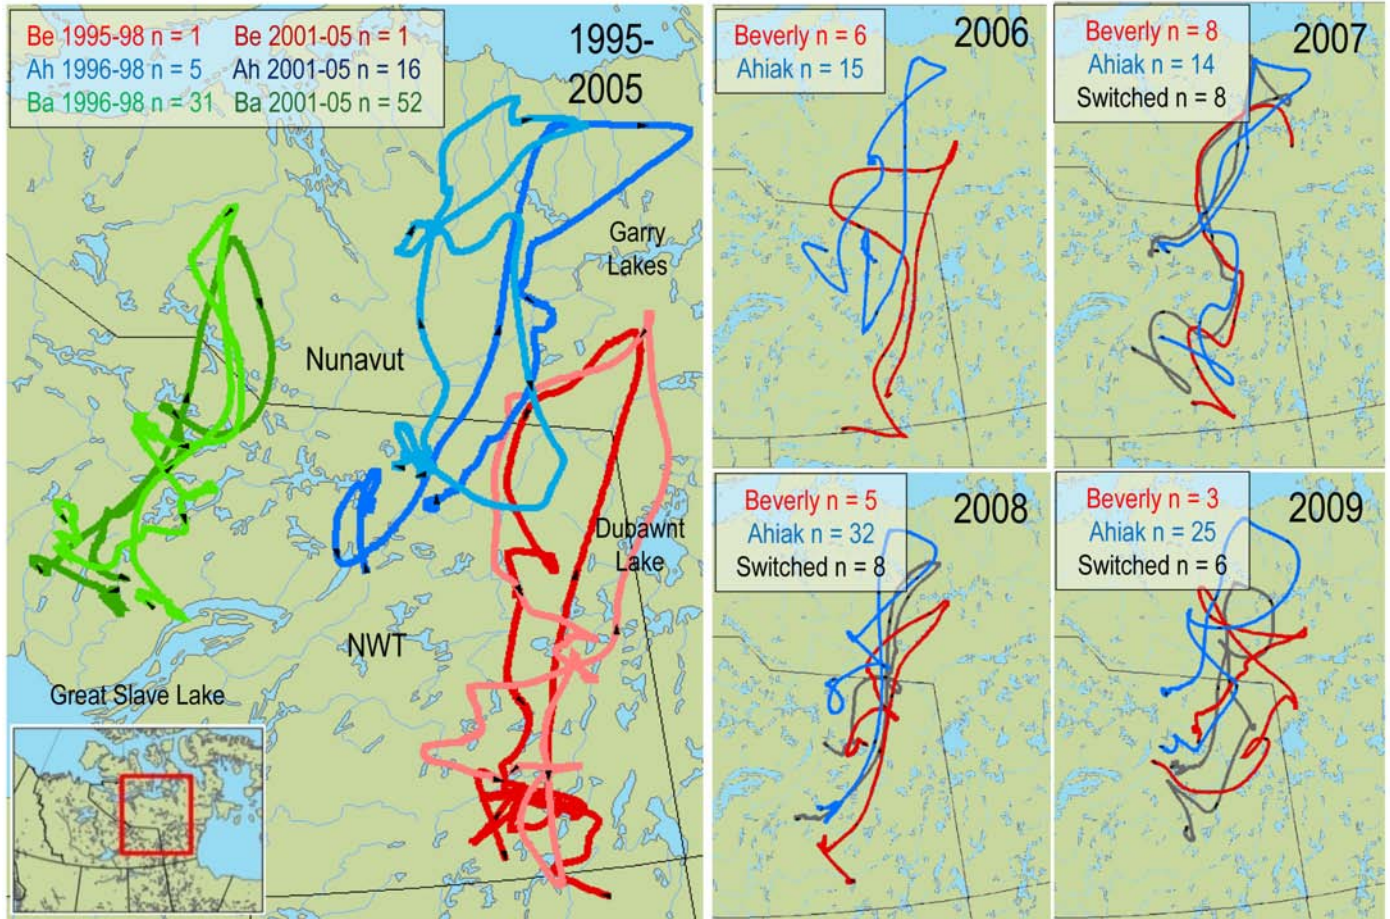 Be 1995-98 n = 1 Be 2001-05 n = 1
Ah 1996-98 n = 5 Ah 2001-05 n = 16
Ba 1996-98 n = 31 Ba 2001-05 n = 52
1995-
2005
Garry
Lakes
Nunavut
Dubawnt
Lake
NWT
Great Slave Lake
Beverly n = 6
Ahiak n = 15
2006
Beverly n = 8
Ahiak n = 14
Switched n = 8
2007
Beverly n = 5
Ahiak n = 32
Switched n = 8
2008
Beverly n = 3
Ahiak n = 25
Switched n = 6
2009